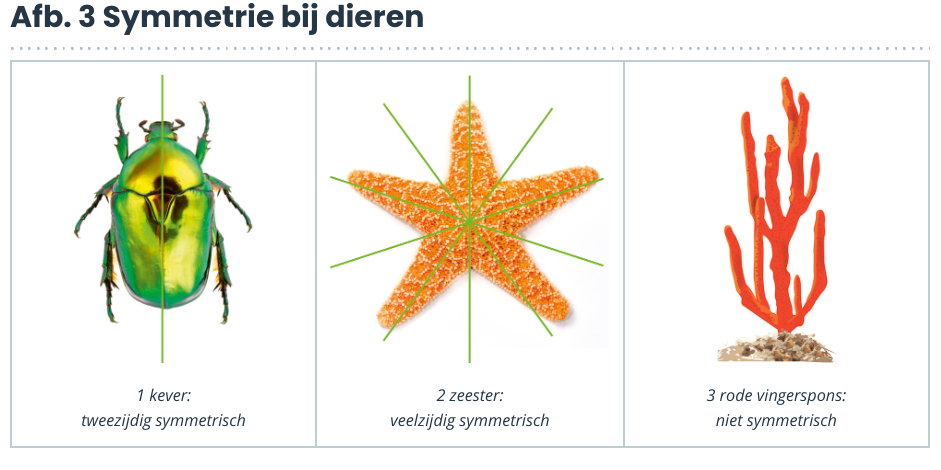 Afb. 3 Symmetrie bij dieren
1 kever:
tweezijdig symmetrisch
2 zeester:
veelzijdig symmetrisch
3 rode vingerspons:
niet symmetrisch